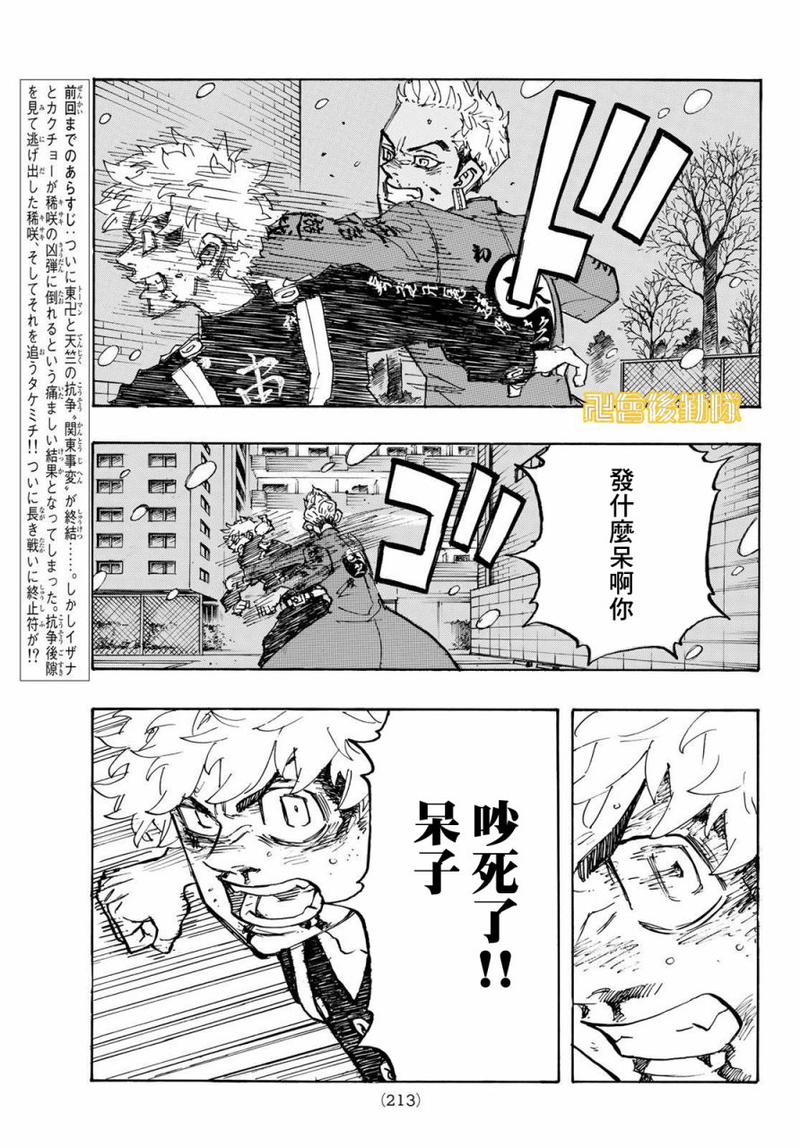 ドド
卍會後勤隊
發什麼呆啊你
ゴゴ
吵死了!!
呆子
前回までのあらすじ:ついに東卍と天竺の抗争〝関東事変〟が終結……。しかしイザナ
とカクチョーが稀咲の凶弾に倒れるという痛ましい結果となってしまった。抗争後隙
を見て逃げ出した稀咲、そしてそれを追うタケミチ!! ついに長き戦いに終止符が!?
(213)